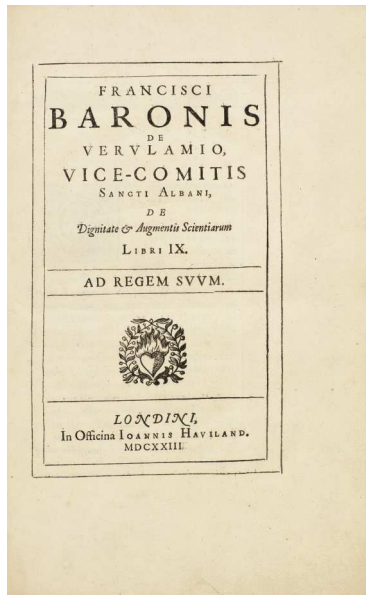 FRANCISCI
BARONIS
DE
VERVLAMIO,
VICE-COMITIS
SANCTI ALBANI,
DE
Dignitate & Augmentis Scientiarum
LIBRI IX.
AD REGEM SVVM.
LONDINI,
In Officina IOANNIS HAVILAND.
MDCXXIII.